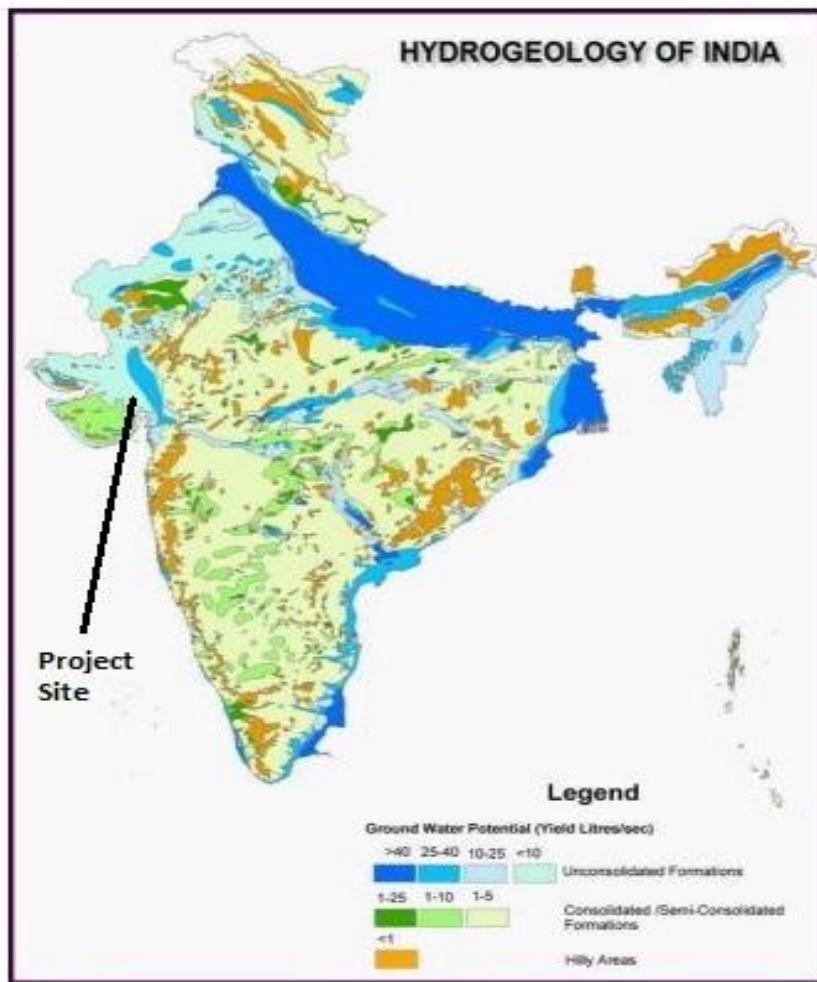 HYDROGEOLOGY OF INDIA
Project
Site
Legend
Ground Water Potential (Yield Litres/sec)
>40 25-40 10-25 <10
Unconsolidated Formations
1-25 1-10 1-5
Consolidated /Semi-Consolidated
Formations
<1
Hilly Areas